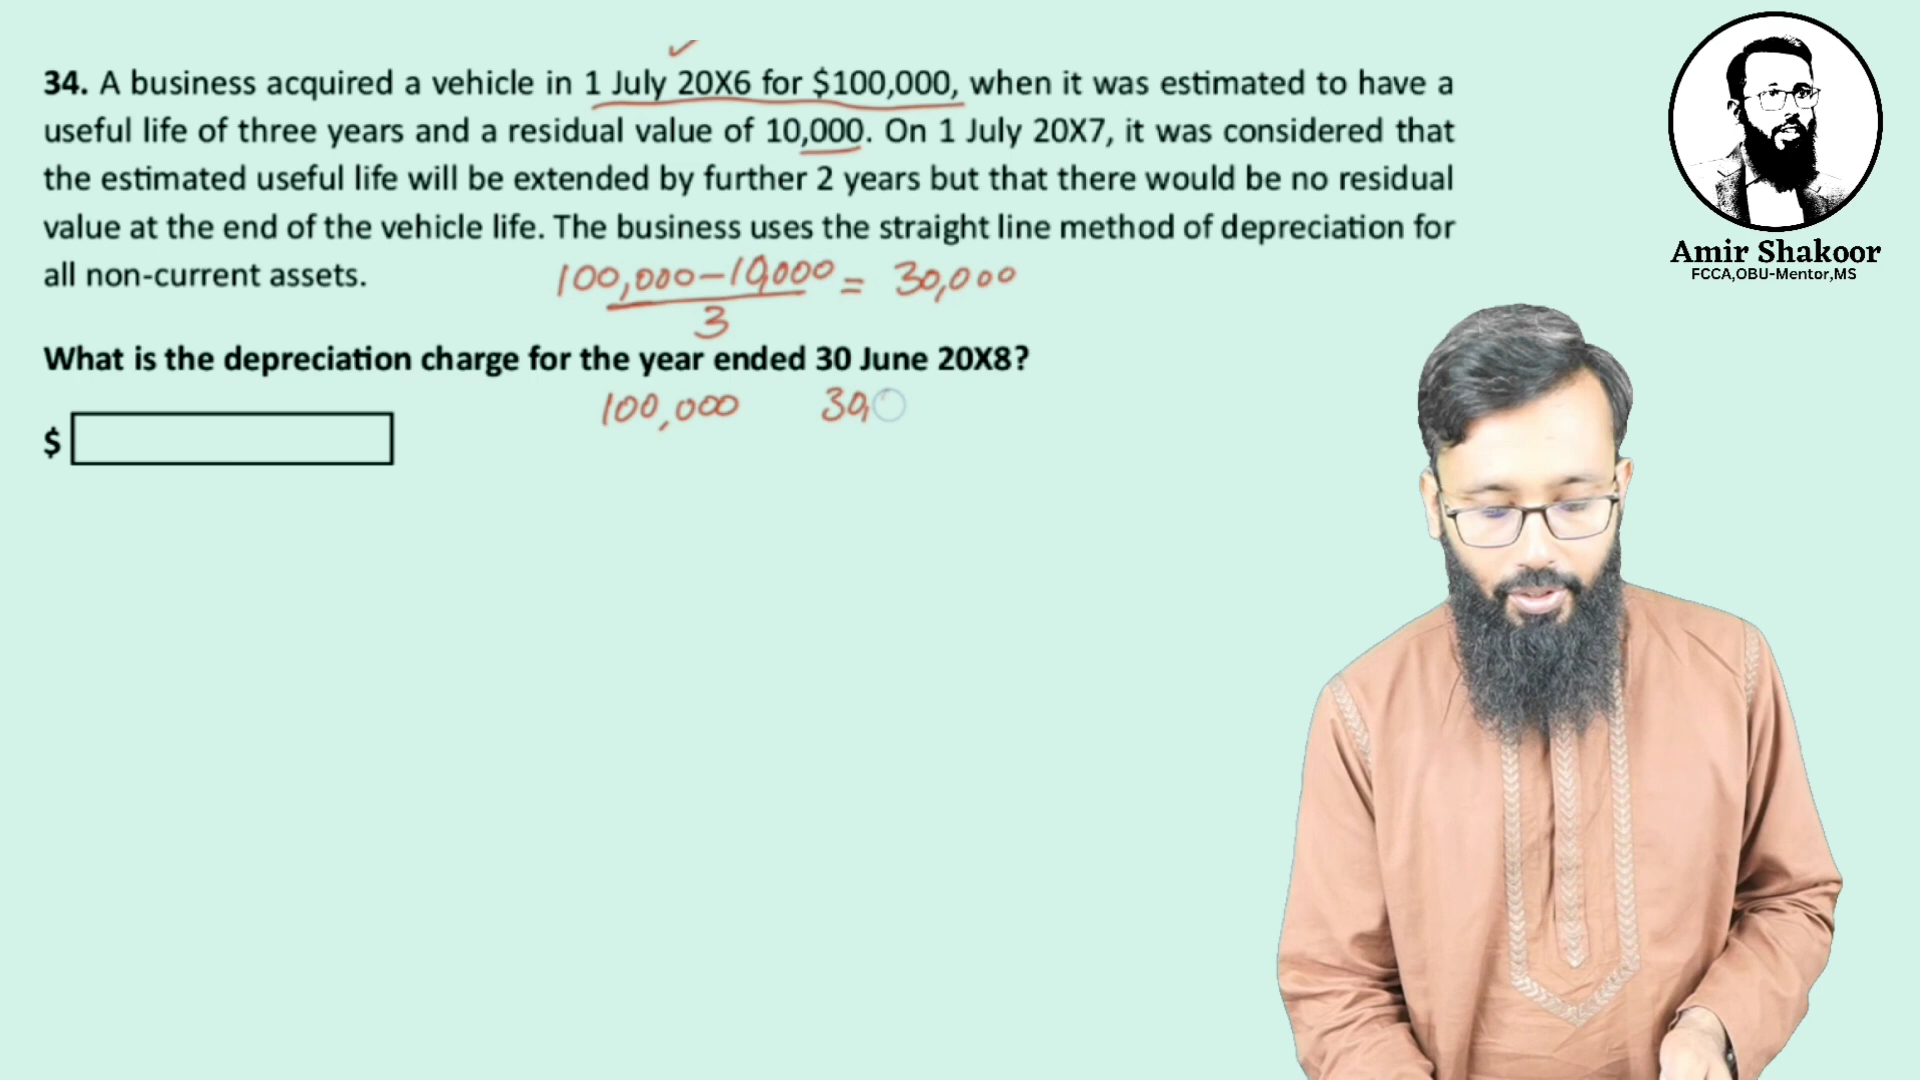 34. A business acquired a vehicle in 1 July 20X6 for $100,000, when it was estimated to have a
useful life of three years and a residual value of 10,000. On 1 July 20X7, it was considered that
the estimated useful life will be extended by further 2 years but that there would be no residual
value at the end of the vehicle life. The business uses the straight line method of depreciation for
all non-current assets.
100,000-10,000 = 30,000
3
What is the depreciation charge for the year ended 30 June 20X8?
100,000 30,0
$
Amir Shakoor
FCCA,OBU-Mentor,MS